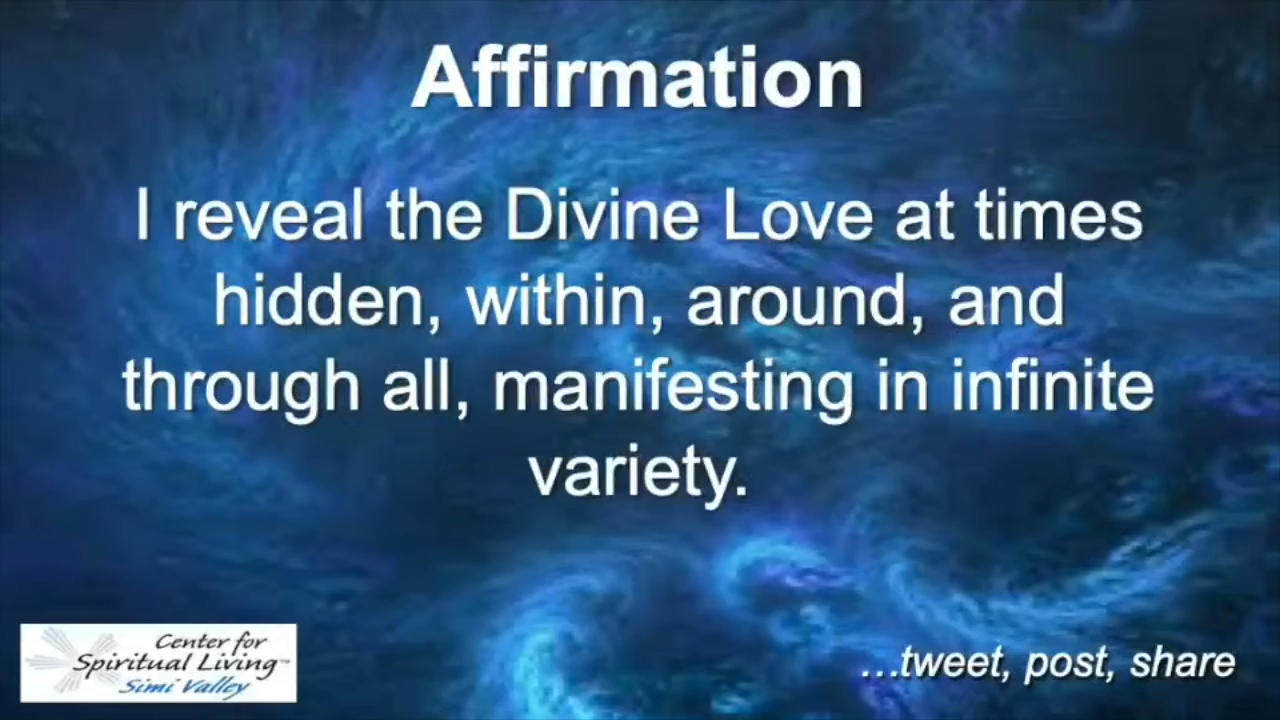 Affirmation
I reveal the Divine Love at times
hidden, within, around, and
through all, manifesting in infinite
variety.
Center for
Spiritual Living™
Simi Valley
...tweet, post, share